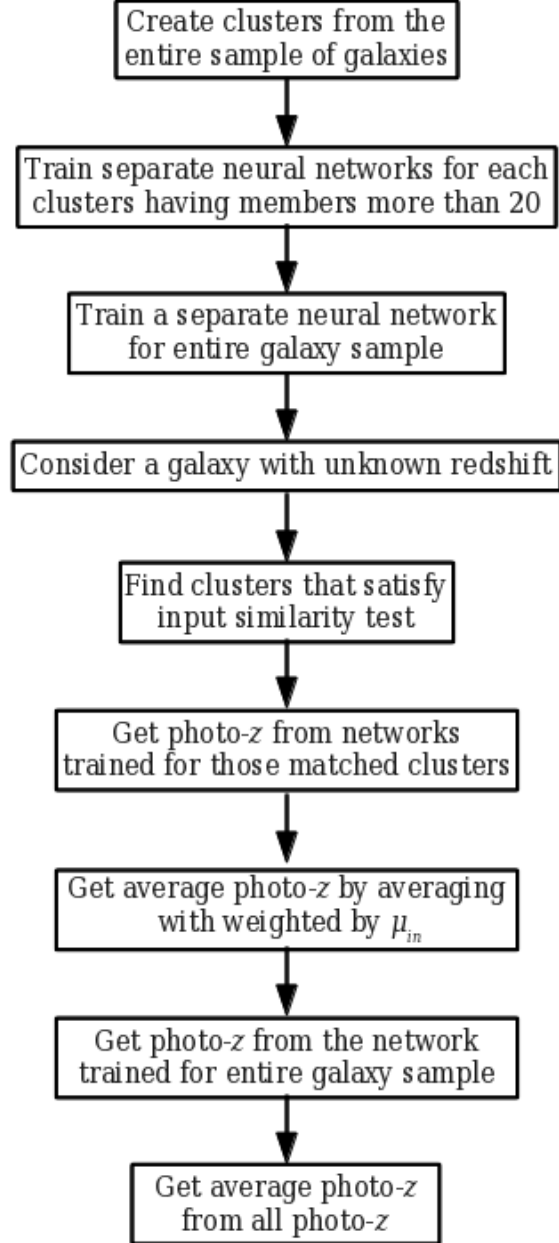 Create clusters from the
entire sample of galaxies
Train separate neural networks for each
clusters having members more than 20
Train a separate neural network
for entire galaxy sample
Consider a galaxy with unknown redshift
Find clusters that satisfy
input similarity test
Get photo-z from networks
trained for those matched clusters
Get average photo-z by averaging
with weighted by μin
Get photo-z from the network
trained for entire galaxy sample
Get average photo-z
from all photo-z